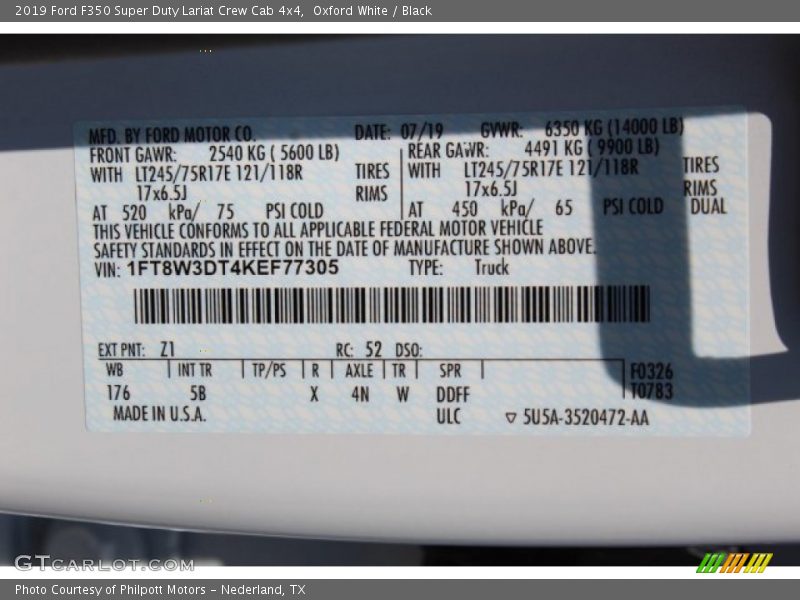 2019 Ford F350 Super Duty Lariat Crew Cab 4x4, Oxford White / Black
MFD. BY FORD MOTOR CO. DATE: 07/19 GVWR: 6350 KG (14000 LB)
FRONT GAWR: 2540 KG ( 5600 LB) REAR GAWR: 4491 KG ( 9900 LB)
WITH LT245/75R17E 121/118R TIRES WITH LT245/75R17E 121/118R TIRES
17x6.5J RIMS 17x6.5J RIMS
AT 520 kPa/ 75 PSI COLD AT 450 kPa/ 65 PSI COLD DUAL
THIS VEHICLE CONFORMS TO ALL APPLICABLE FEDERAL MOTOR VEHICLE
SAFETY STANDARDS IN EFFECT ON THE DATE OF MANUFACTURE SHOWN ABOVE.
VIN: 1FT8W3DT4KEF77305 TYPE: Truck
EXT PNT: Z1 RC: 52 DSO:
WB INT TR TP/PS R AXLE TR SPR F0326
176 5B X 4N W DDFF T0783
MADE IN U.S.A. ULC ▽ 5U5A-3520472-AA
GTCARLOT.COM
Photo Courtesy of Philpott Motors - Nederland, TX